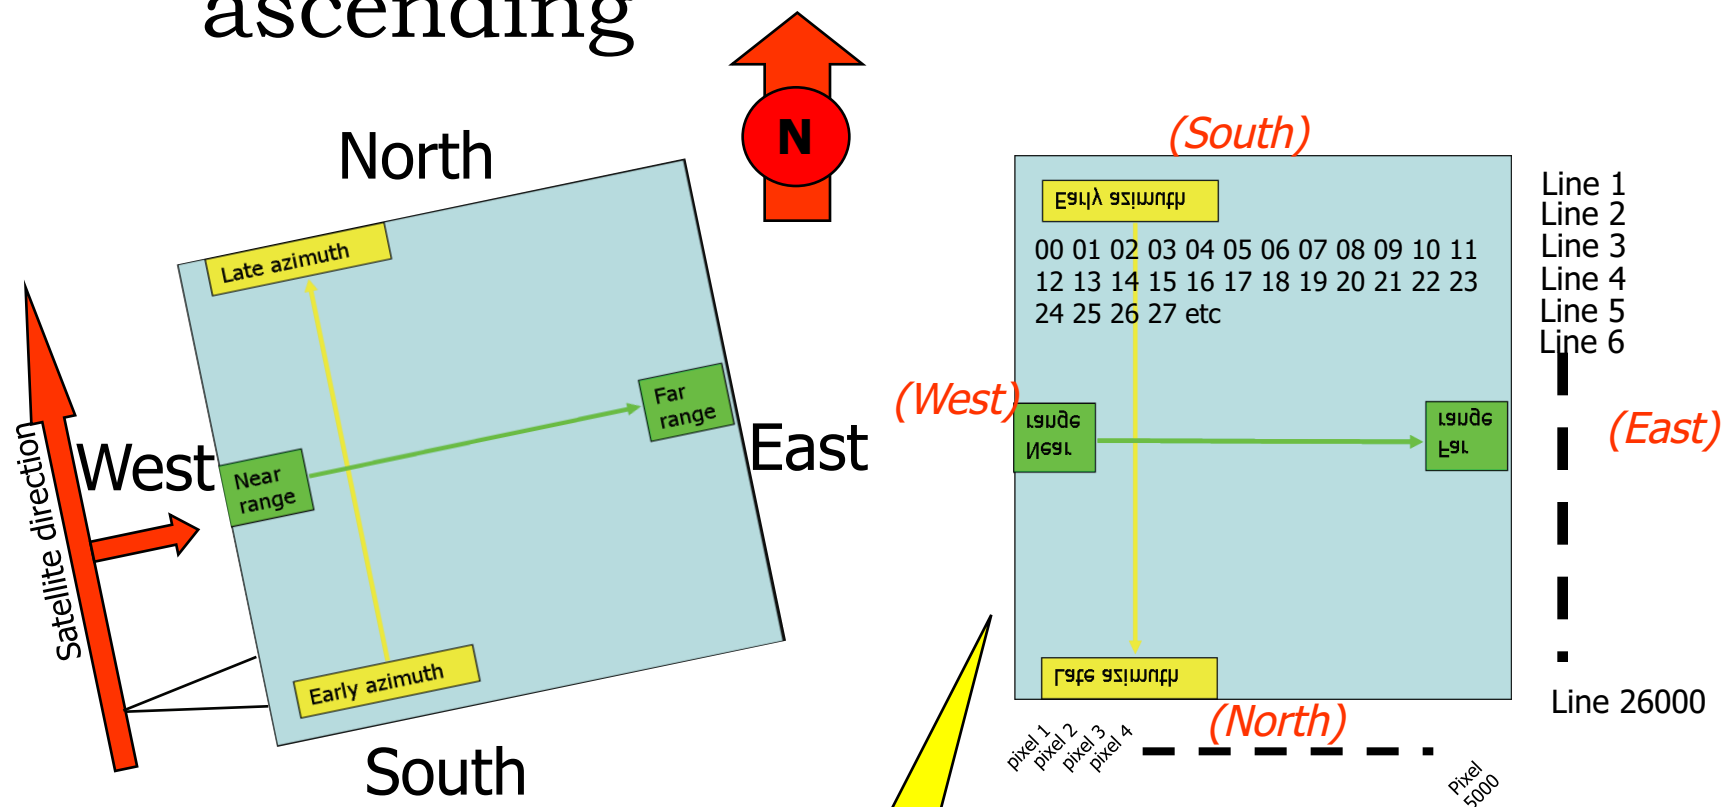 ascending
N
North
Late azimuth
Far
range
West
East
Near
range
Satellite direction
Early azimuth
South
(South)
Early azimuth
Line 1
Line 2
00 01 02 03 04 05 06 07 08 09 10 11
Line 3
12 13 14 15 16 17 18 19 20 21 22 23
Line 4
24 25 26 27 etc
Line 5
Line 6
(West)
Near
range
Far
range
(East)
Late azimuth
Line 26000
(North)
pixel 1
pixel 2
pixel 3
pixel 4
Pixel
5000